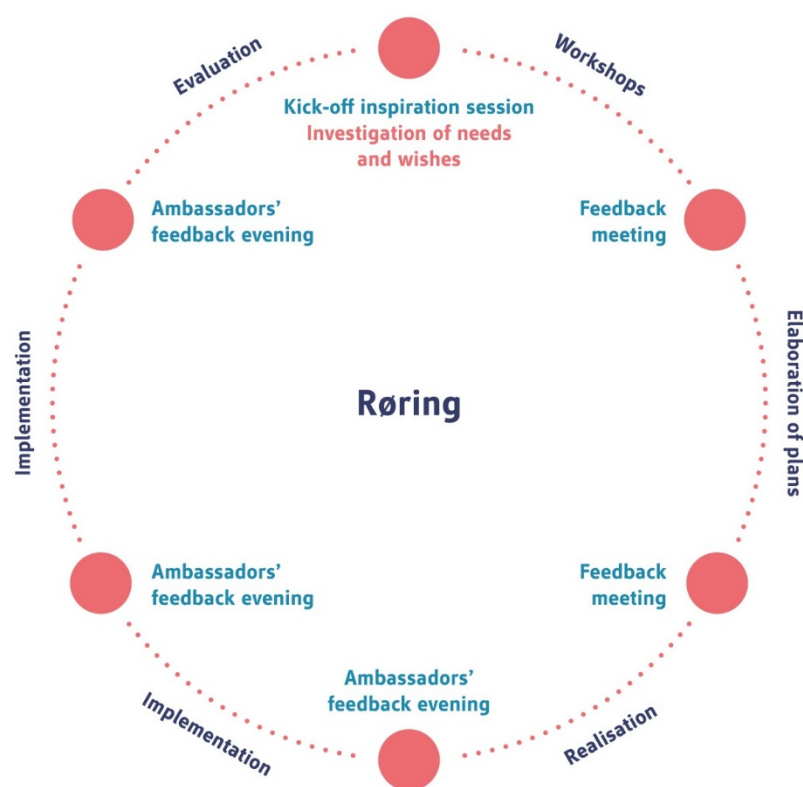 Evaluation
Workshops
Kick-off inspiration session
Investigation of needs
and wishes
Ambassadors’
feedback evening
Feedback
meeting
Implementation
Elaboration of plans
Røring
Ambassadors’
feedback evening
Feedback
meeting
Ambassadors’
feedback evening
Implementation
Realisation